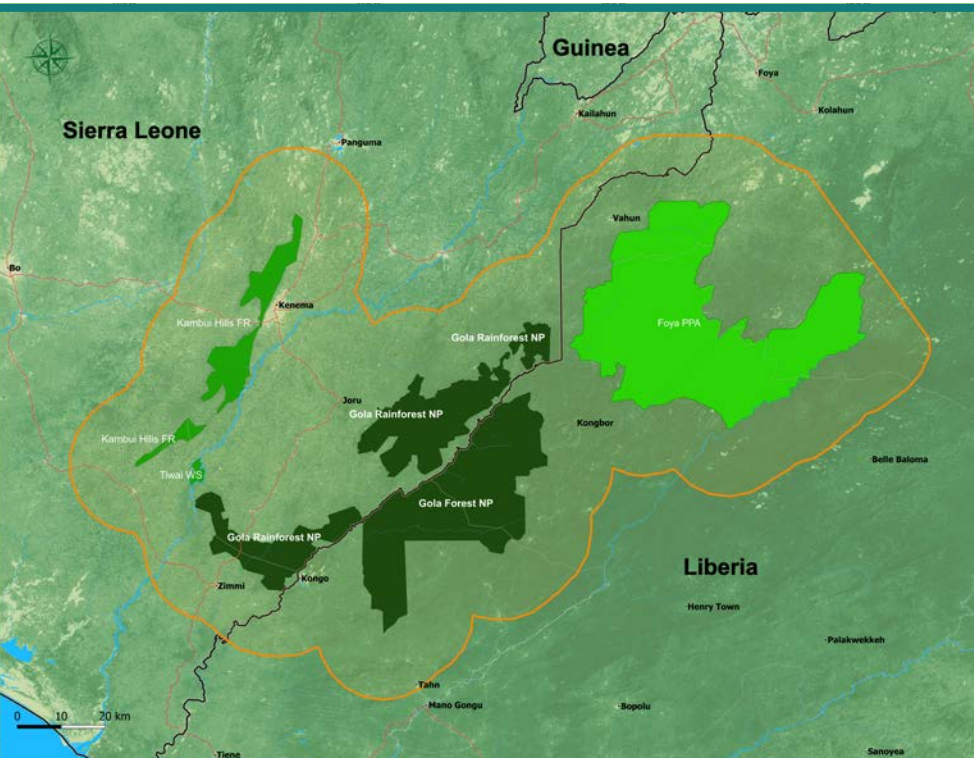 Guinea
Foya
Kolahun
Kailahun
Sierra Leone
Panguma
Vahun
Bo
Kenema
Kambui Hills FR
Foya PPA
Gola Rainforest NP
Joru
Gola Rainforest NP
Kongbor
Kambui Hills FR
Belle Baloma
Tiwai WS
Gola Forest NP
Gola Rainforest NP
Liberia
Kongo
Zimmi
Henry Town
Palakwekkeh
Tahn
Mano Gongu
Bopolu
0 10 20 km
Tiene
Sanoyea